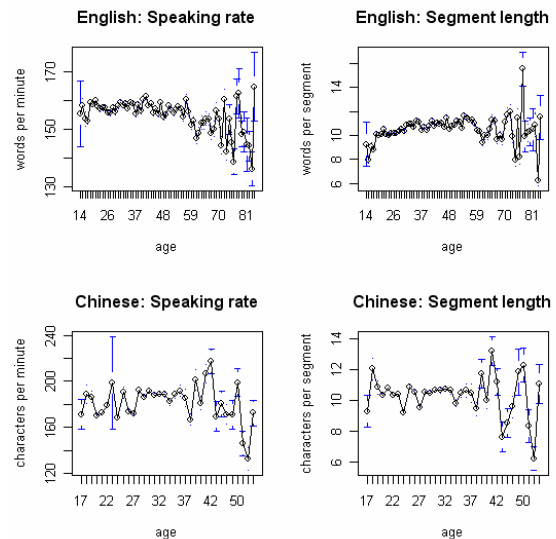 English: Speaking rate
words per minute
130 150 170
14 26 37 48 59 70 81
age
English: Segment length
words per segment
6 8 10 14
14 26 37 48 59 70 81
age
Chinese: Speaking rate
characters per minute
120 160 200 240
17 22 27 32 37 42 50
age
Chinese: Segment length
characters per segment
6 8 10 12 14
17 22 27 32 37 42 50
age